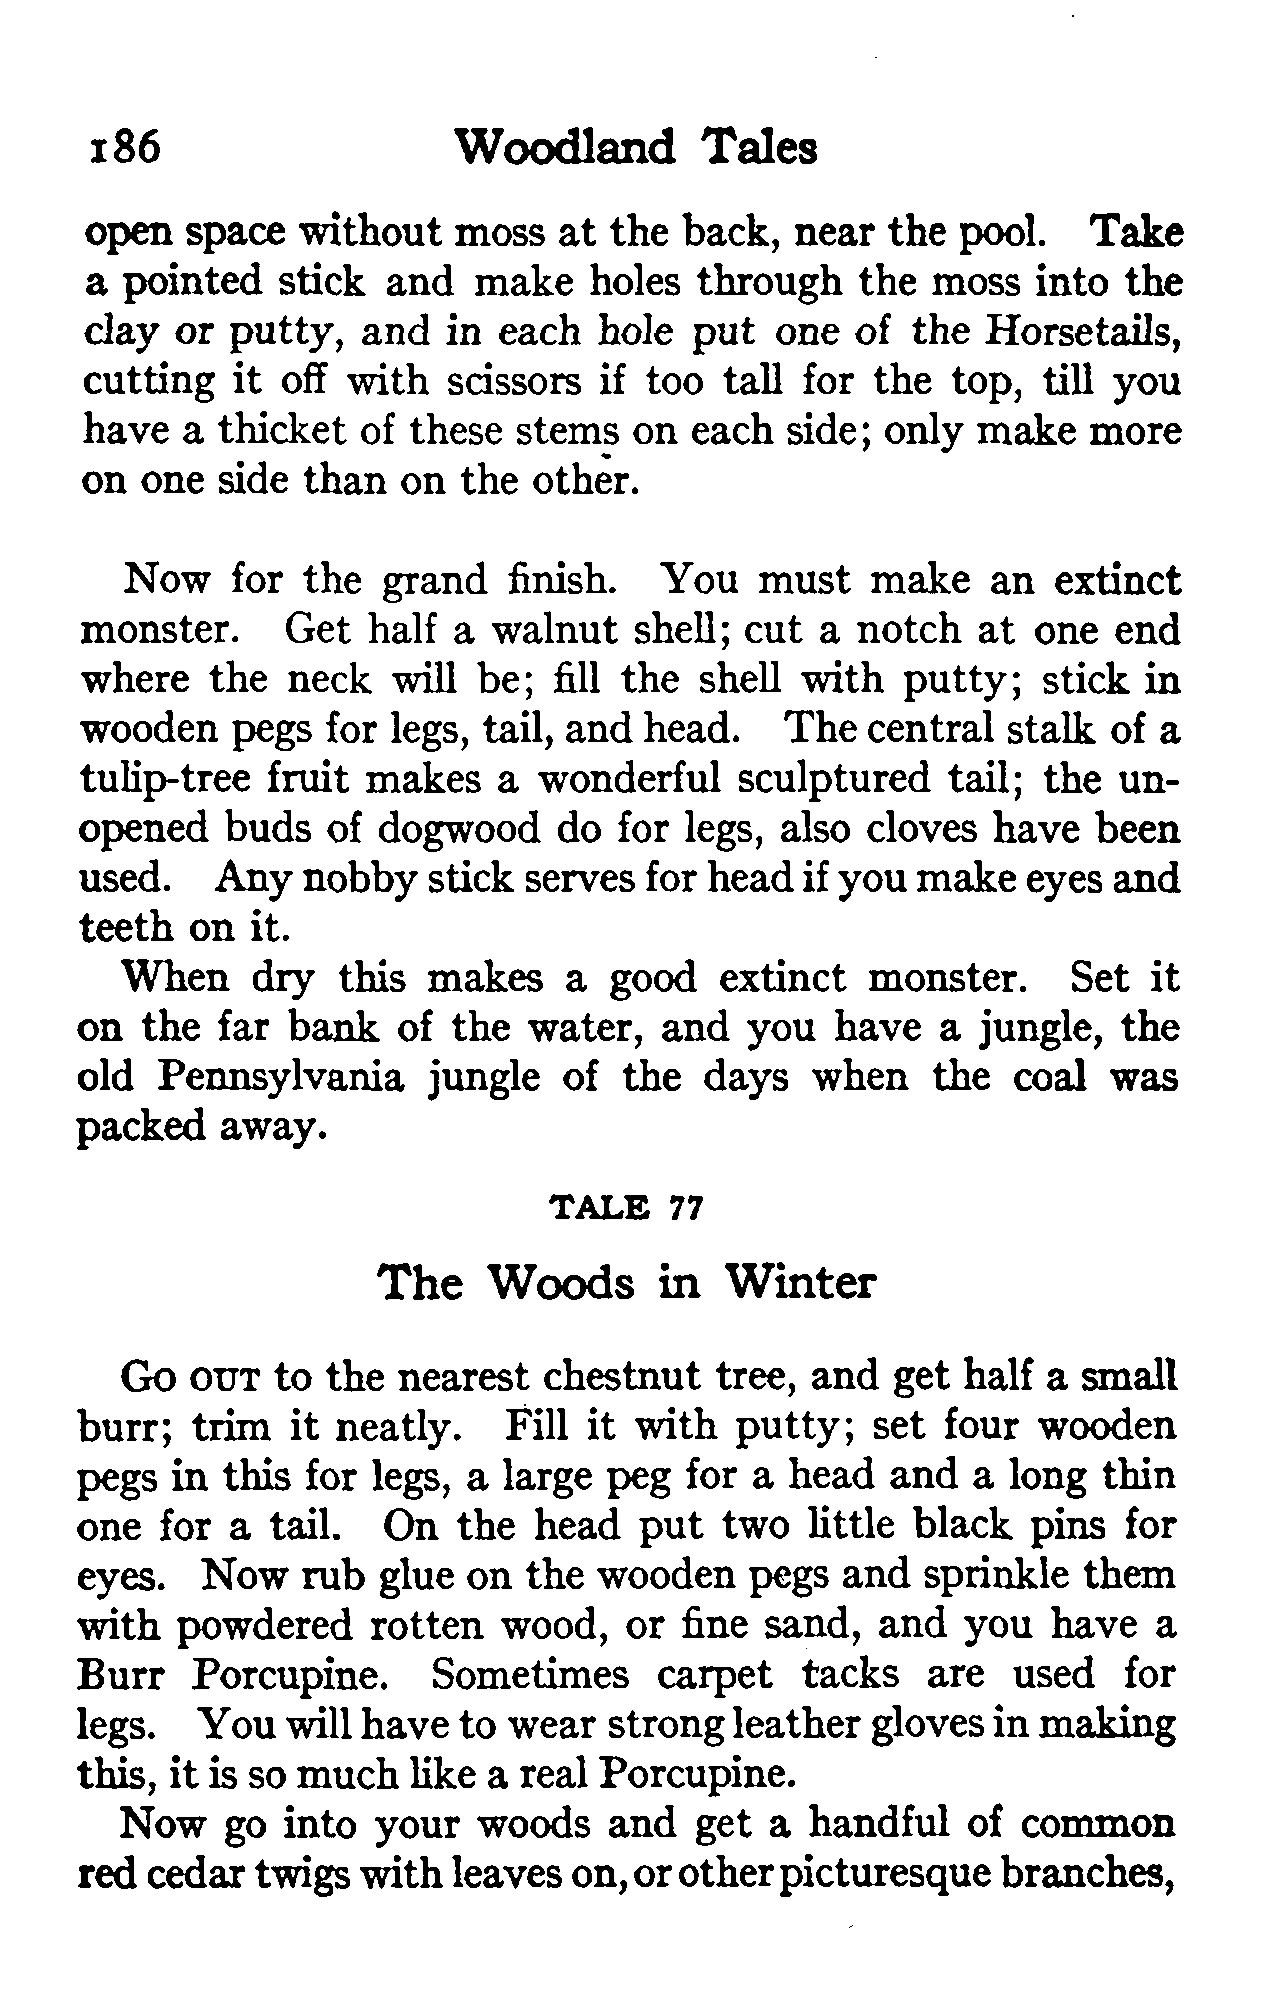 186 Woodland Tales
open space without moss at the back, near the pool. Take
a pointed stick and make holes through the moss into the
clay or putty, and in each hole put one of the Horsetails,
cutting it off with scissors if too tall for the top, till you
have a thicket of these stems on each side; only make more
on one side than on the other.
Now for the grand finish. You must make an extinct
monster. Get half a walnut shell; cut a notch at one end
where the neck will be; fill the shell with putty; stick in
wooden pegs for legs, tail, and head. The central stalk of a
tulip-tree fruit makes a wonderful sculptured tail; the un-
opened buds of dogwood do for legs, also cloves have been
used. Any nobby stick serves for head if you make eyes and
teeth on it.
When dry this makes a good extinct monster. Set it
on the far bank of the water, and you have a jungle, the
old Pennsylvania jungle of the days when the coal was
packed away.
TALE 77
The Woods in Winter
Go OUT to the nearest chestnut tree, and get half a small
burr; trim it neatly. Fill it with putty; set four wooden
pegs in this for legs, a large peg for a head and a long thin
one for a tail. On the head put two little black pins for
eyes. Now rub glue on the wooden pegs and sprinkle them
with powdered rotten wood, or fine sand, and you have a
Burr Porcupine. Sometimes carpet tacks are used for
legs. You will have to wear strong leather gloves in making
this, it is so much like a real Porcupine.
Now go into your woods and get a handful of common
red cedar twigs with leaves on, or other picturesque branches,